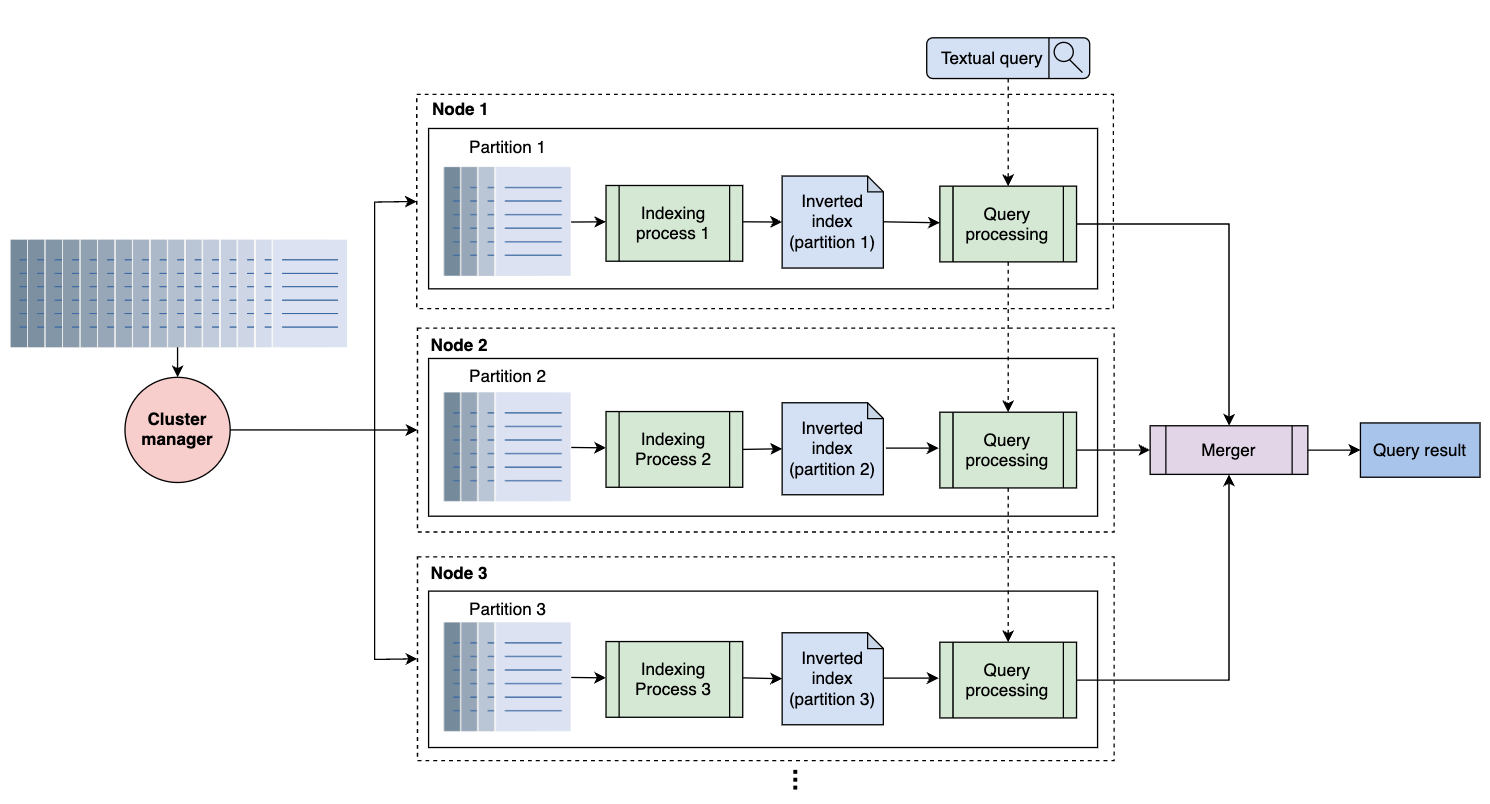 Textual query
Node 1
Partition 1
Indexing
process 1
Inverted
index
(partition 1)
Query
processing
Cluster
manager
Node 2
Partition 2
Indexing
Process 2
Inverted
index
(partition 2)
Query
processing
Merger
Query result
Node 3
Partition 3
Indexing
Process 3
Inverted
index
(partition 3)
Query
processing